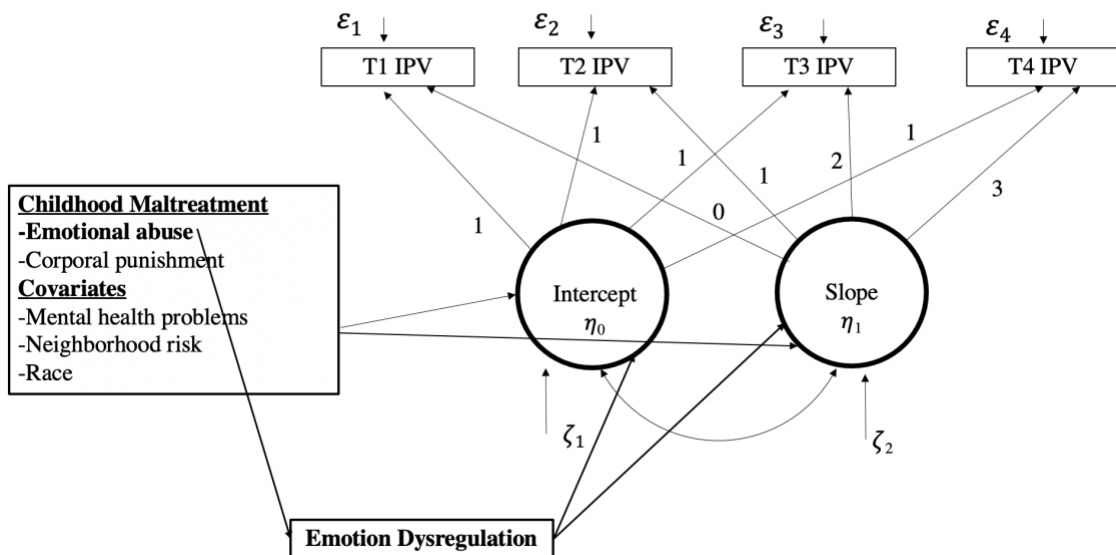 ε1 ε2 ε3 ε4
T1 IPV T2 IPV T3 IPV T4 IPV
1 1 1 0 1 1 2 3
Childhood Maltreatment
-Emotional abuse
-Corporal punishment
Covariates
-Mental health problems
-Neighborhood risk
-Race
Intercept
η0
Slope
η1
ζ1 ζ2
Emotion Dysregulation